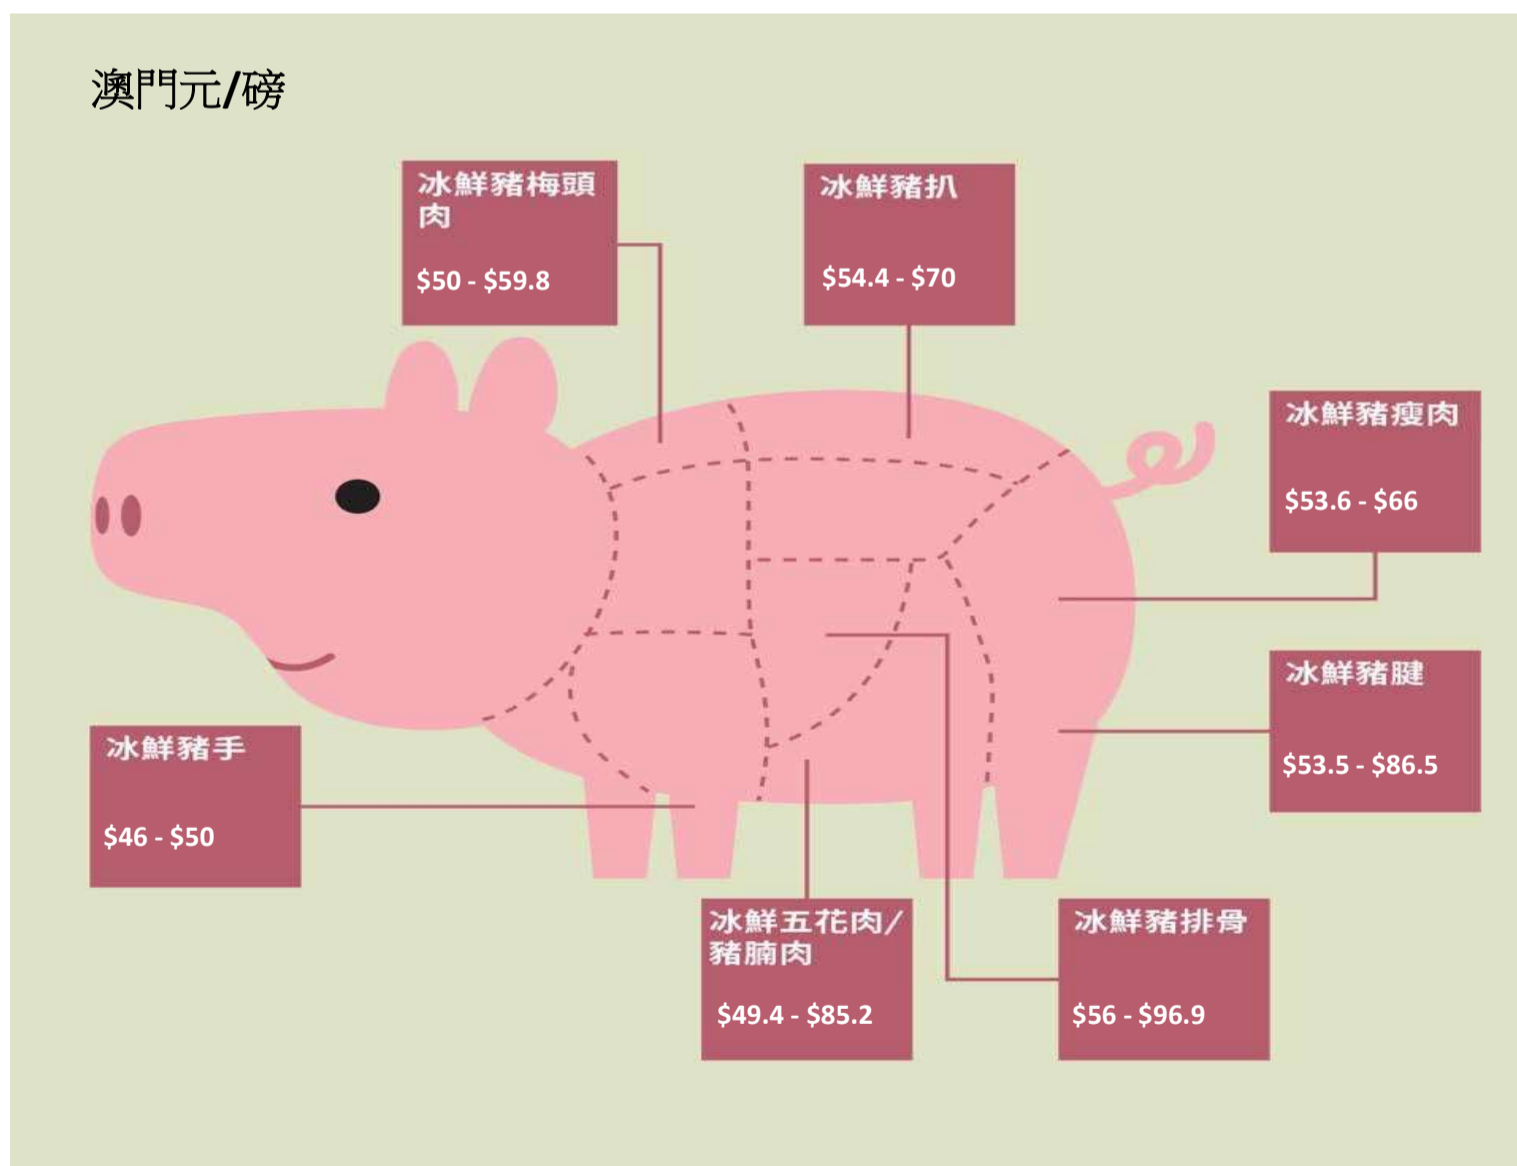 澳門元/磅
冰鮮豬梅頭
肉
$50 - $59.8
冰鮮豬扒
$54.4 - $70
冰鮮豬瘦肉
$53.6 - $66
冰鮮豬腱
$53.5 - $86.5
冰鮮豬手
$46 - $50
冰鮮五花肉/
豬腩肉
$49.4 - $85.2
冰鮮豬排骨
$56 - $96.9